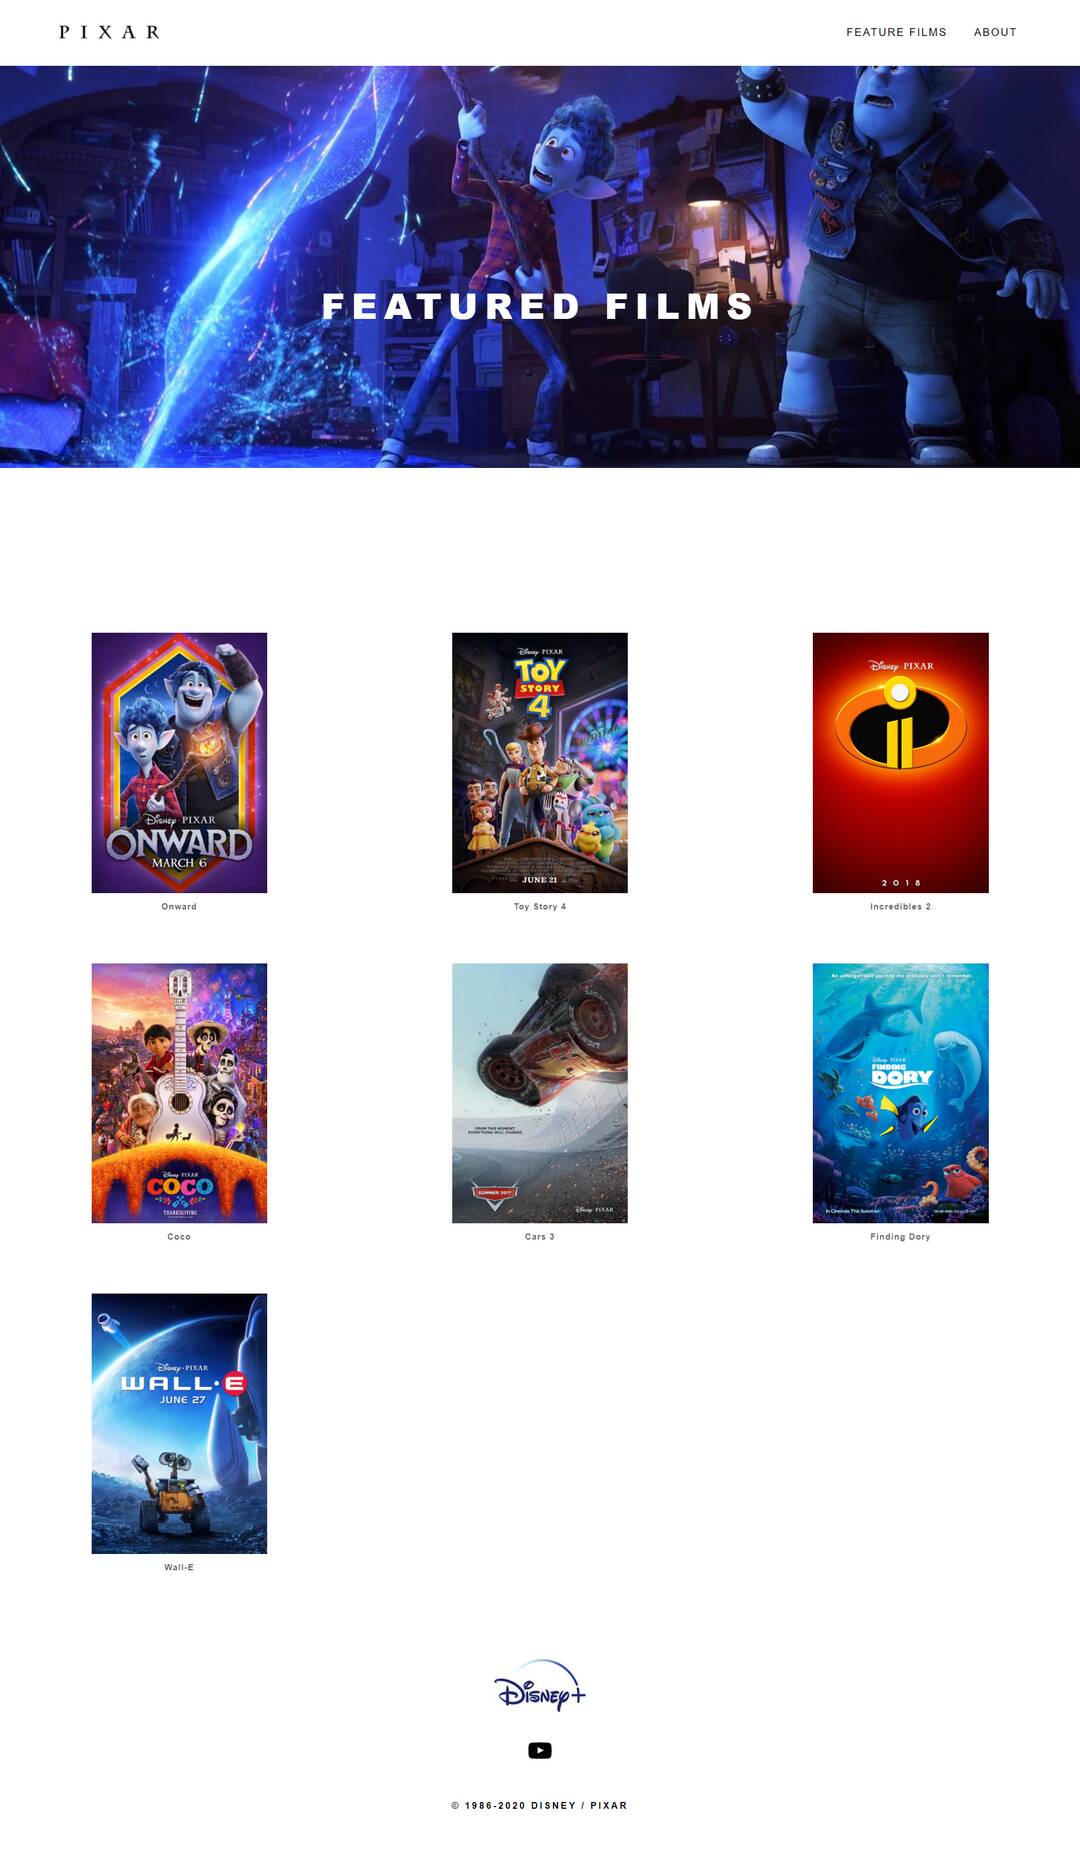 PIXAR
FEATURE FILMS
ABOUT
FEATURED FILMS
Disney · PIXAR
ONWARD
MARCH 6
Onward
Disney PIXAR
TOY
STORY
4
JUNE 21
Toy Story 4
Disney · PIXAR
2018
Incredibles 2
Disney PIXAR
COCO
THANKSGIVING
Coco
FROM THIS MOMENT,
EVERYTHING WILL CHANGE.
SUMMER 2017
Disney PIXAR
Cars 3
An unforgettable journey she probably won't remember.
Disney PIXAR
FINDING
DORY
In Cinemas This Summer
Finding Dory
Disney · PIXAR
WALL·E
JUNE 27
Wall-E
Disney+
© 1986-2020 DISNEY / PIXAR